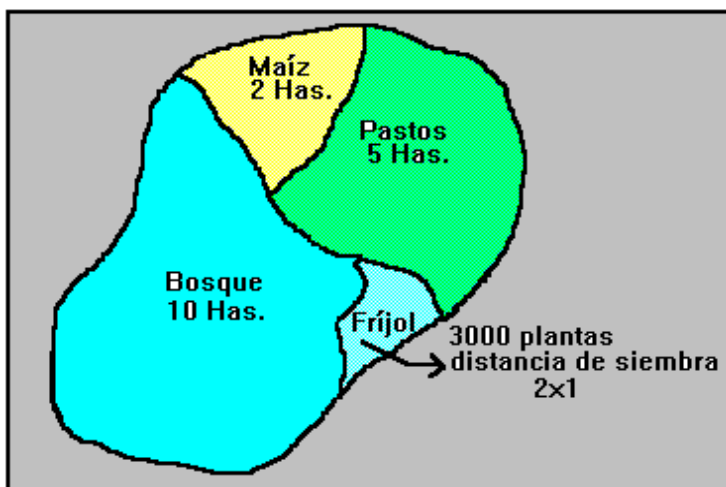 Maíz
2 Has.
Pastos
5 Has.
Bosque
10 Has.
Fríjol
3000 plantas
distancia de siembra
2x1